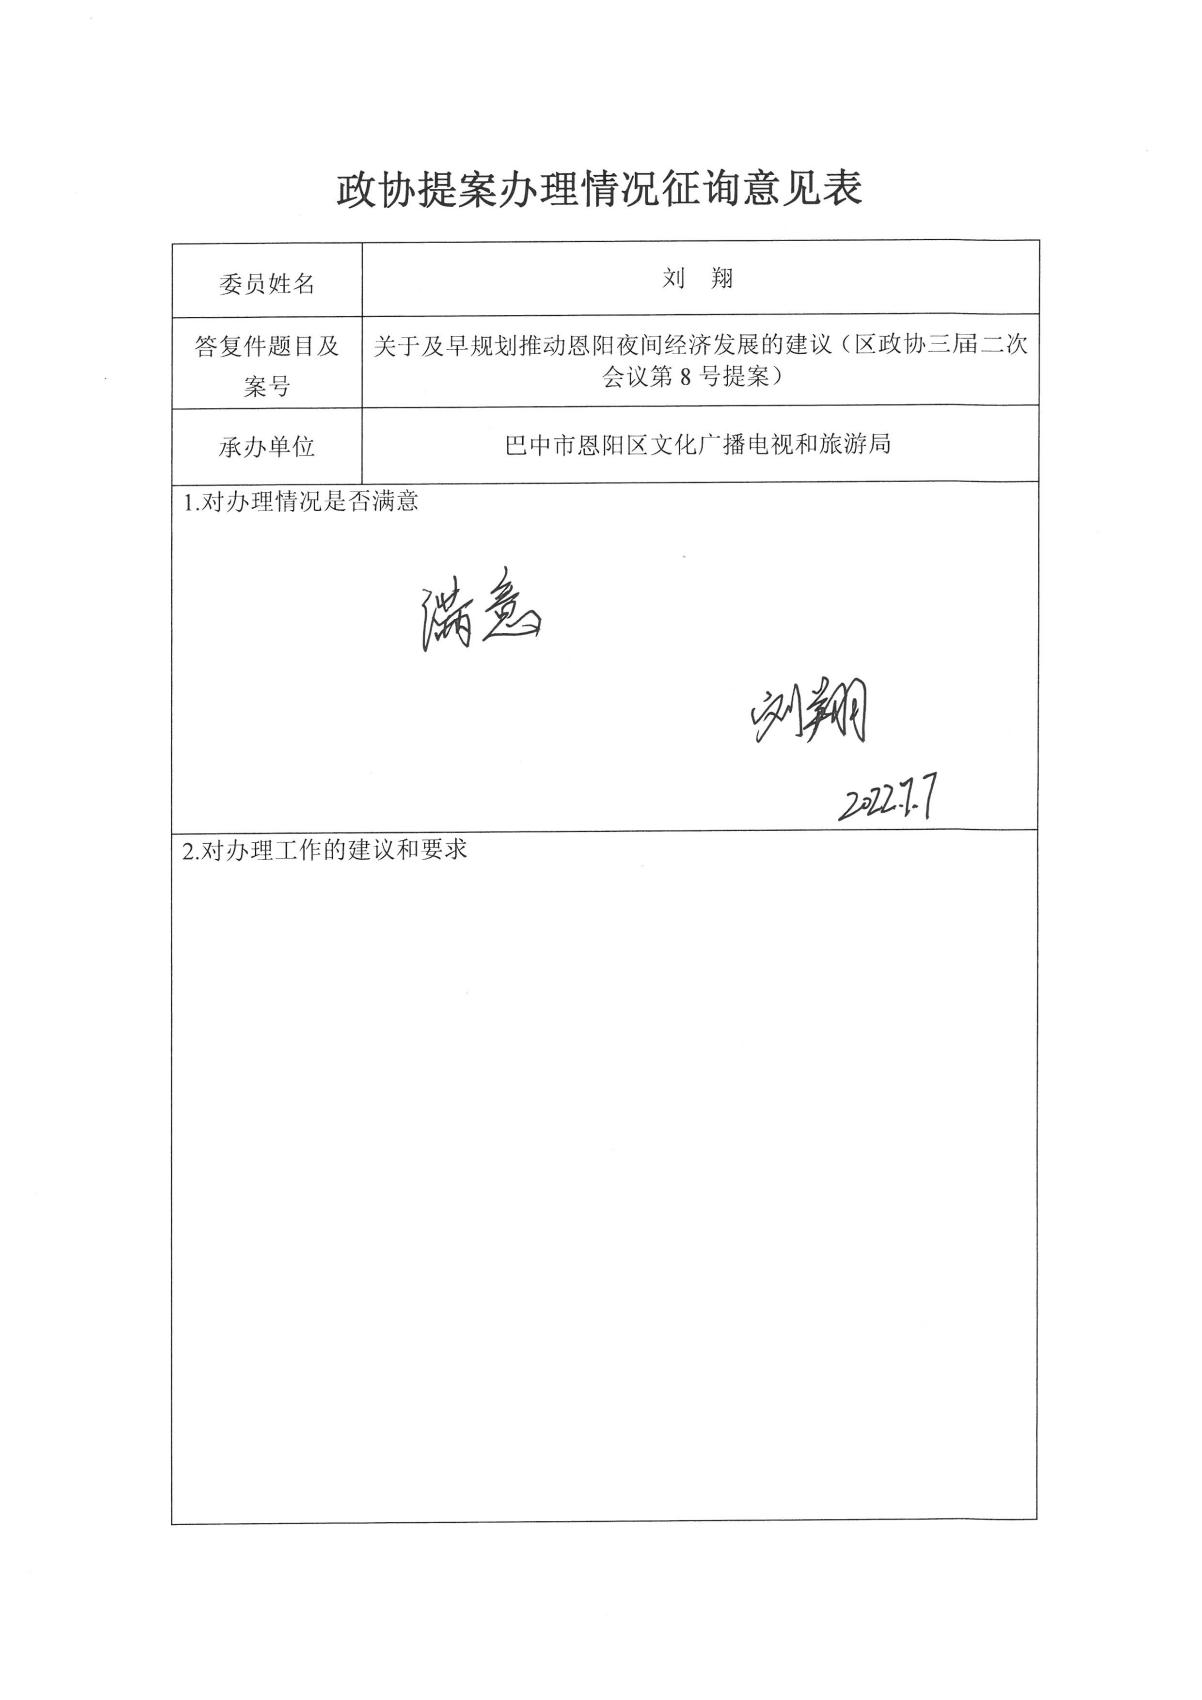 政协提案办理情况征询意见表
委员姓名
刘 翔
答复件题目及
案号
关于及早规划推动恩阳夜间经济发展的建议（区政协三届二次
会议第 8 号提案）
承办单位
巴中市恩阳区文化广播电视和旅游局
1.对办理情况是否满意
满意
刘翔
2022.7.7
2.对办理工作的建议和要求